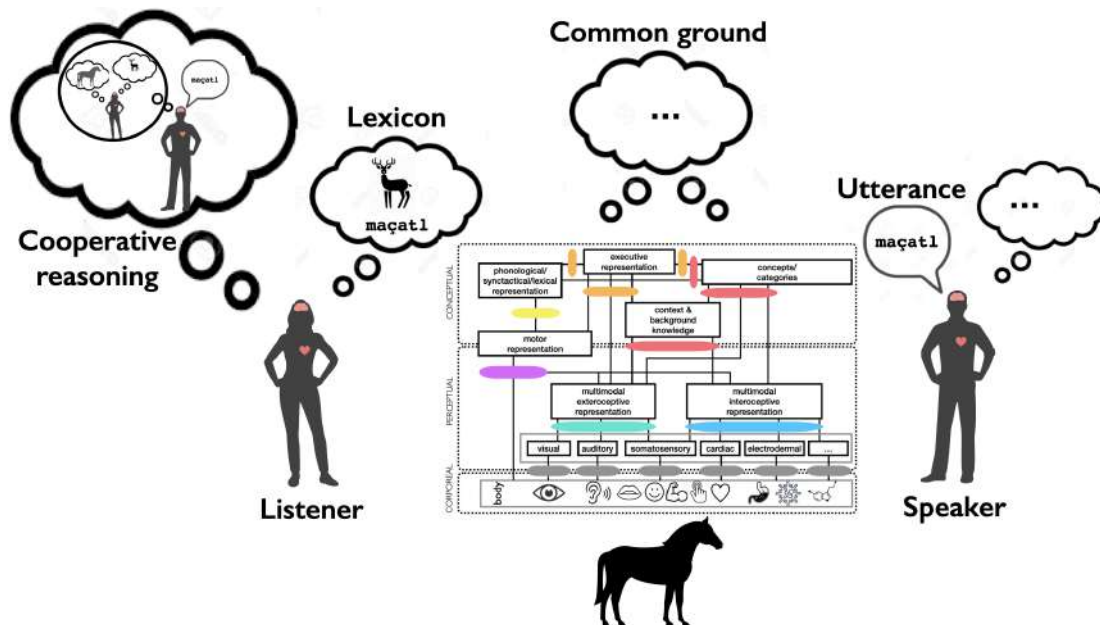 Common ground
...
maçatl
Lexicon
maçatl
Cooperative
reasoning
Utterance
maçatl
...
Listener
Speaker
CONCEPTUAL
PERCEPTUAL
CORPOREAL
executive
representation
phonological/
synctactical/lexical
representation
concepts/
categories
context &
background
knowledge
motor
representation
multimodal
exteroceptive
representation
multimodal
interoceptive
representation
visual
auditory
somatosensory
cardiac
electrodermal
...
body